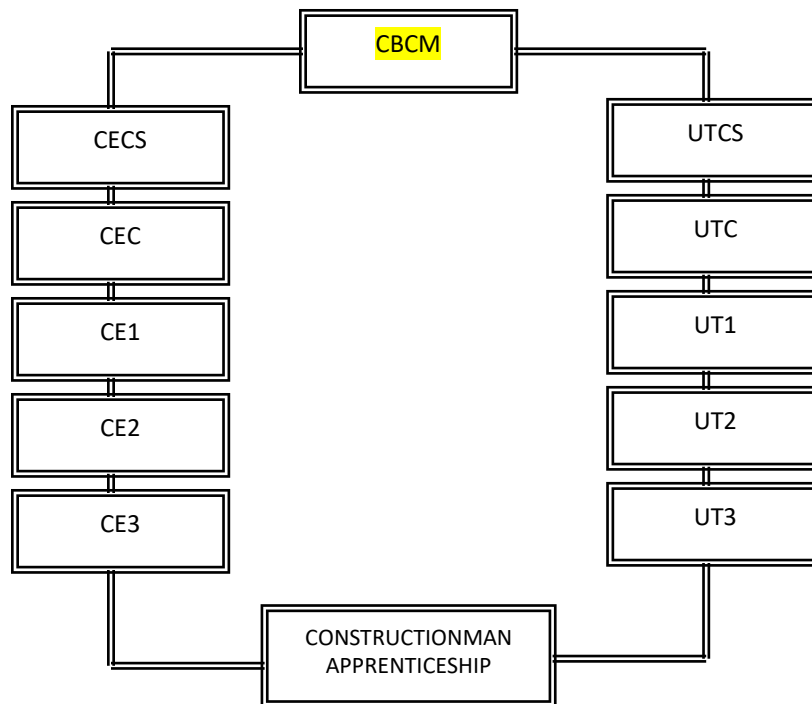 CBCM
CECS
UTCS
CEC
UTC
CE1
UT1
CE2
UT2
CE3
UT3
CONSTRUCTIONMAN
APPRENTICESHIP